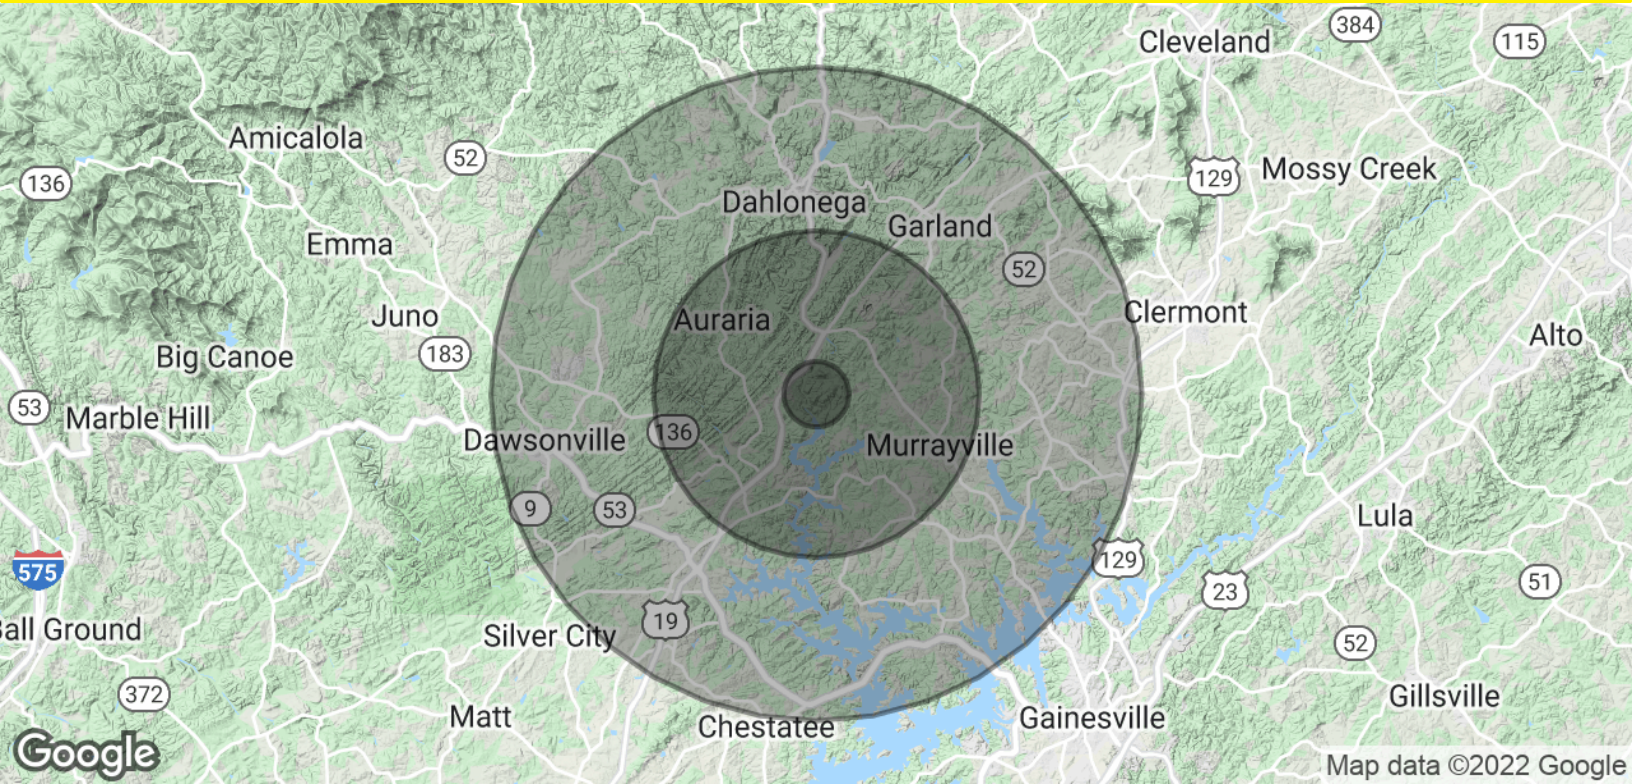 384
Cleveland
115
Amicalola
52
136
129
Mossy Creek
Dahlonega
Garland
Emma
52
Juno
Auraria
Clermont
Alto
Big Canoe
183
53
Marble Hill
Dawsonville
136
Murrayville
9
53
Lula
575
129
23
51
19
Ball Ground
Silver City
52
372
Gillsville
Matt
Chestatee
Gainesville
Google
Map data ©2022 Google